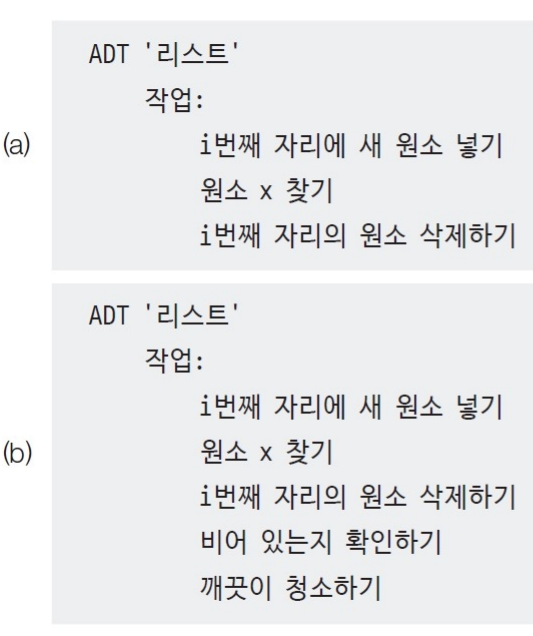 ADT '리스트'
작업:
(a)
i번째 자리에 새 원소 넣기
원소 x 찾기
i번째 자리의 원소 삭제하기
ADT '리스트'
작업:
i번째 자리에 새 원소 넣기
(b)
원소 x 찾기
i번째 자리의 원소 삭제하기
비어 있는지 확인하기
깨끗이 청소하기